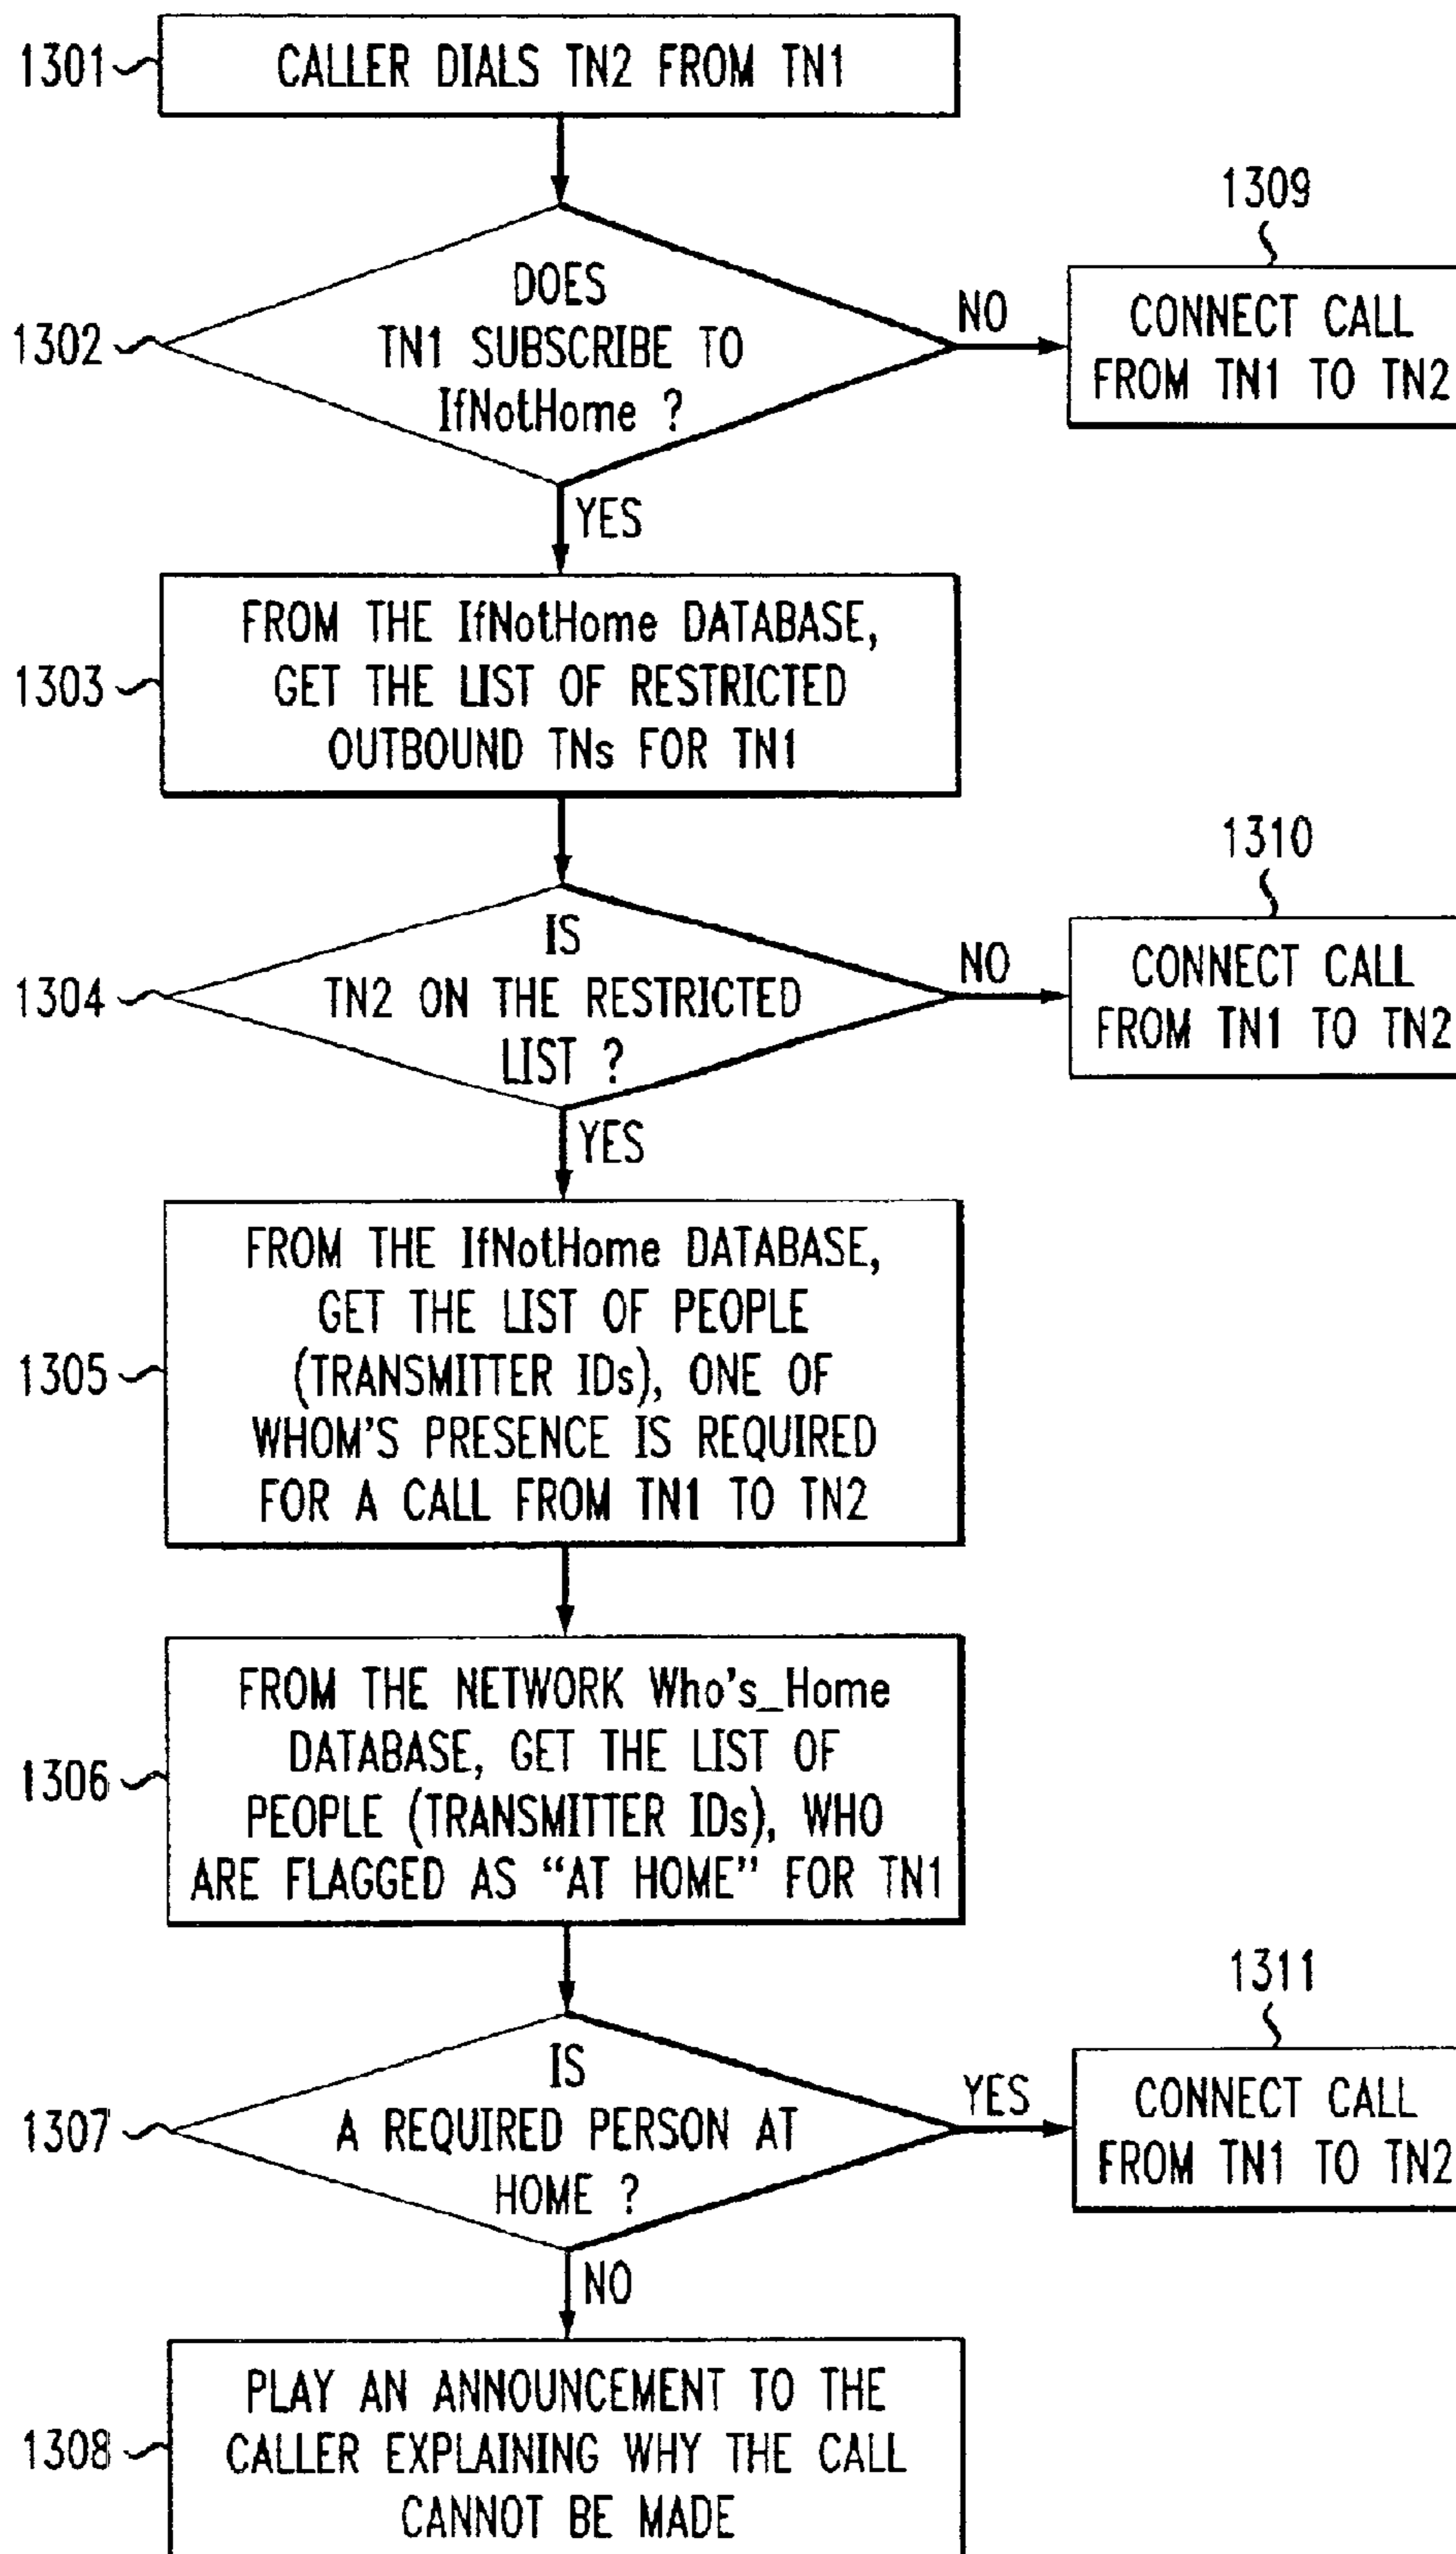 1301
CALLER DIALS TN2 FROM TN1
1302
DOES
TN1 SUBSCRIBE TO
IfNotHome ?
NO
1309
CONNECT CALL
FROM TN1 TO TN2
YES
1303
FROM THE IfNotHome DATABASE,
GET THE LIST OF RESTRICTED
OUTBOUND TNs FOR TN1
1304
IS
TN2 ON THE RESTRICTED
LIST ?
NO
1310
CONNECT CALL
FROM TN1 TO TN2
YES
1305
FROM THE IfNotHome DATABASE,
GET THE LIST OF PEOPLE
(TRANSMITTER IDs), ONE OF
WHOM'S PRESENCE IS REQUIRED
FOR A CALL FROM TN1 TO TN2
1306
FROM THE NETWORK Who's_Home
DATABASE, GET THE LIST OF
PEOPLE (TRANSMITTER IDs), WHO
ARE FLAGGED AS “AT HOME” FOR TN1
1307
IS
A REQUIRED PERSON AT
HOME ?
YES
1311
CONNECT CALL
FROM TN1 TO TN2
NO
1308
PLAY AN ANNOUNCEMENT TO THE
CALLER EXPLAINING WHY THE CALL
CANNOT BE MADE